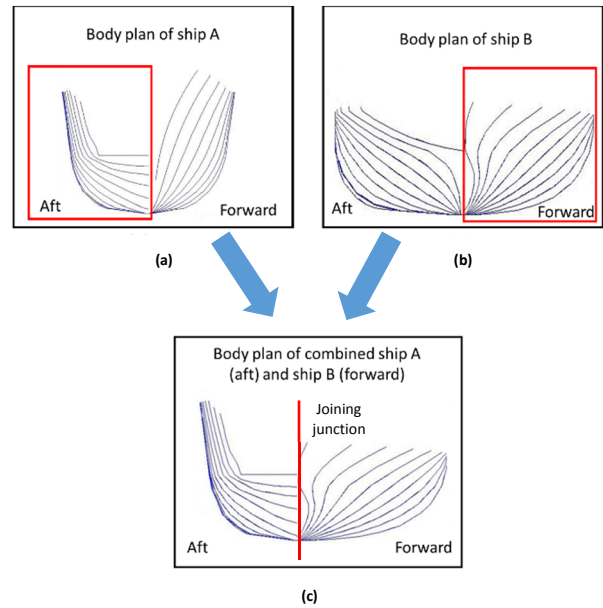 Body plan of ship A
Aft
Forward
(a)
Body plan of ship B
Aft
Forward
(b)
Body plan of combined ship A
(aft) and ship B (forward)
Joining
junction
Aft
Forward
(c)